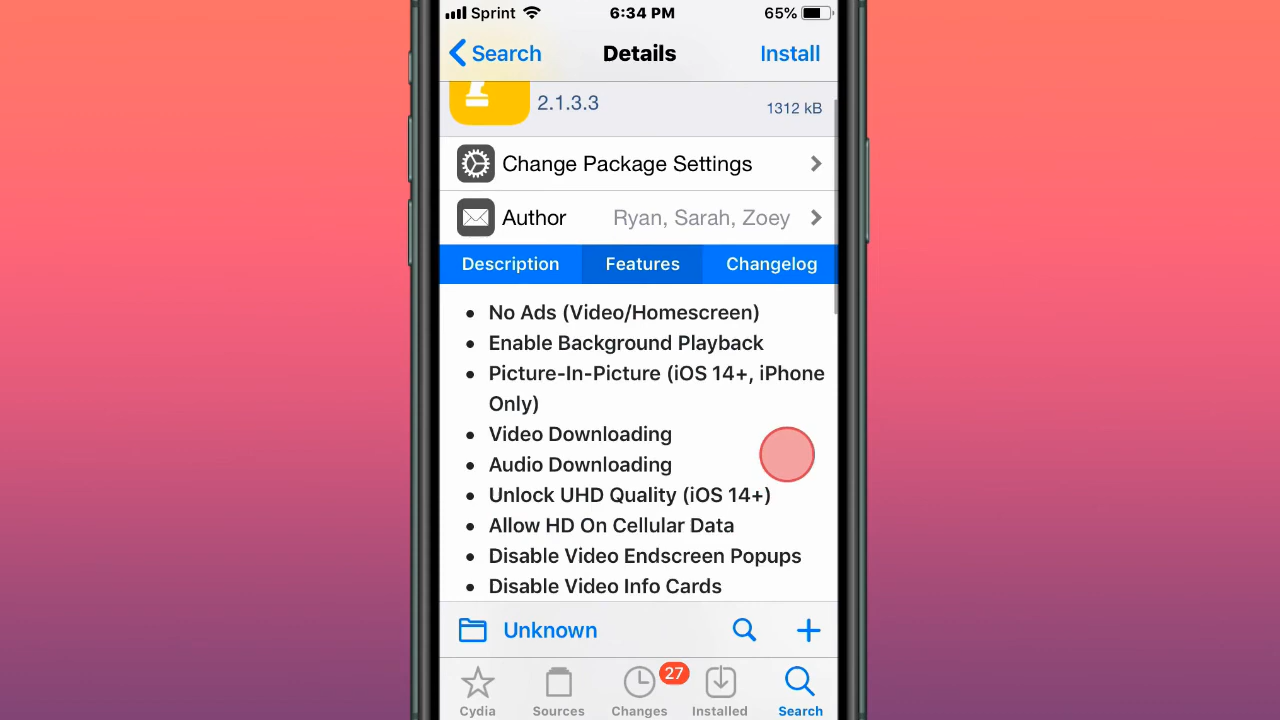 Sprint 6:34 PM 65%
Search Details Install
2.1.3.3 1312 kB
Change Package Settings
Author Ryan, Sarah, Zoey
Description Features Changelog
• No Ads (Video/Homescreen)
• Enable Background Playback
• Picture-In-Picture (iOS 14+, iPhone
Only)
• Video Downloading
• Audio Downloading
• Unlock UHD Quality (iOS 14+)
• Allow HD On Cellular Data
• Disable Video Endscreen Popups
• Disable Video Info Cards
Unknown
27
Cydia Sources Changes Installed Search